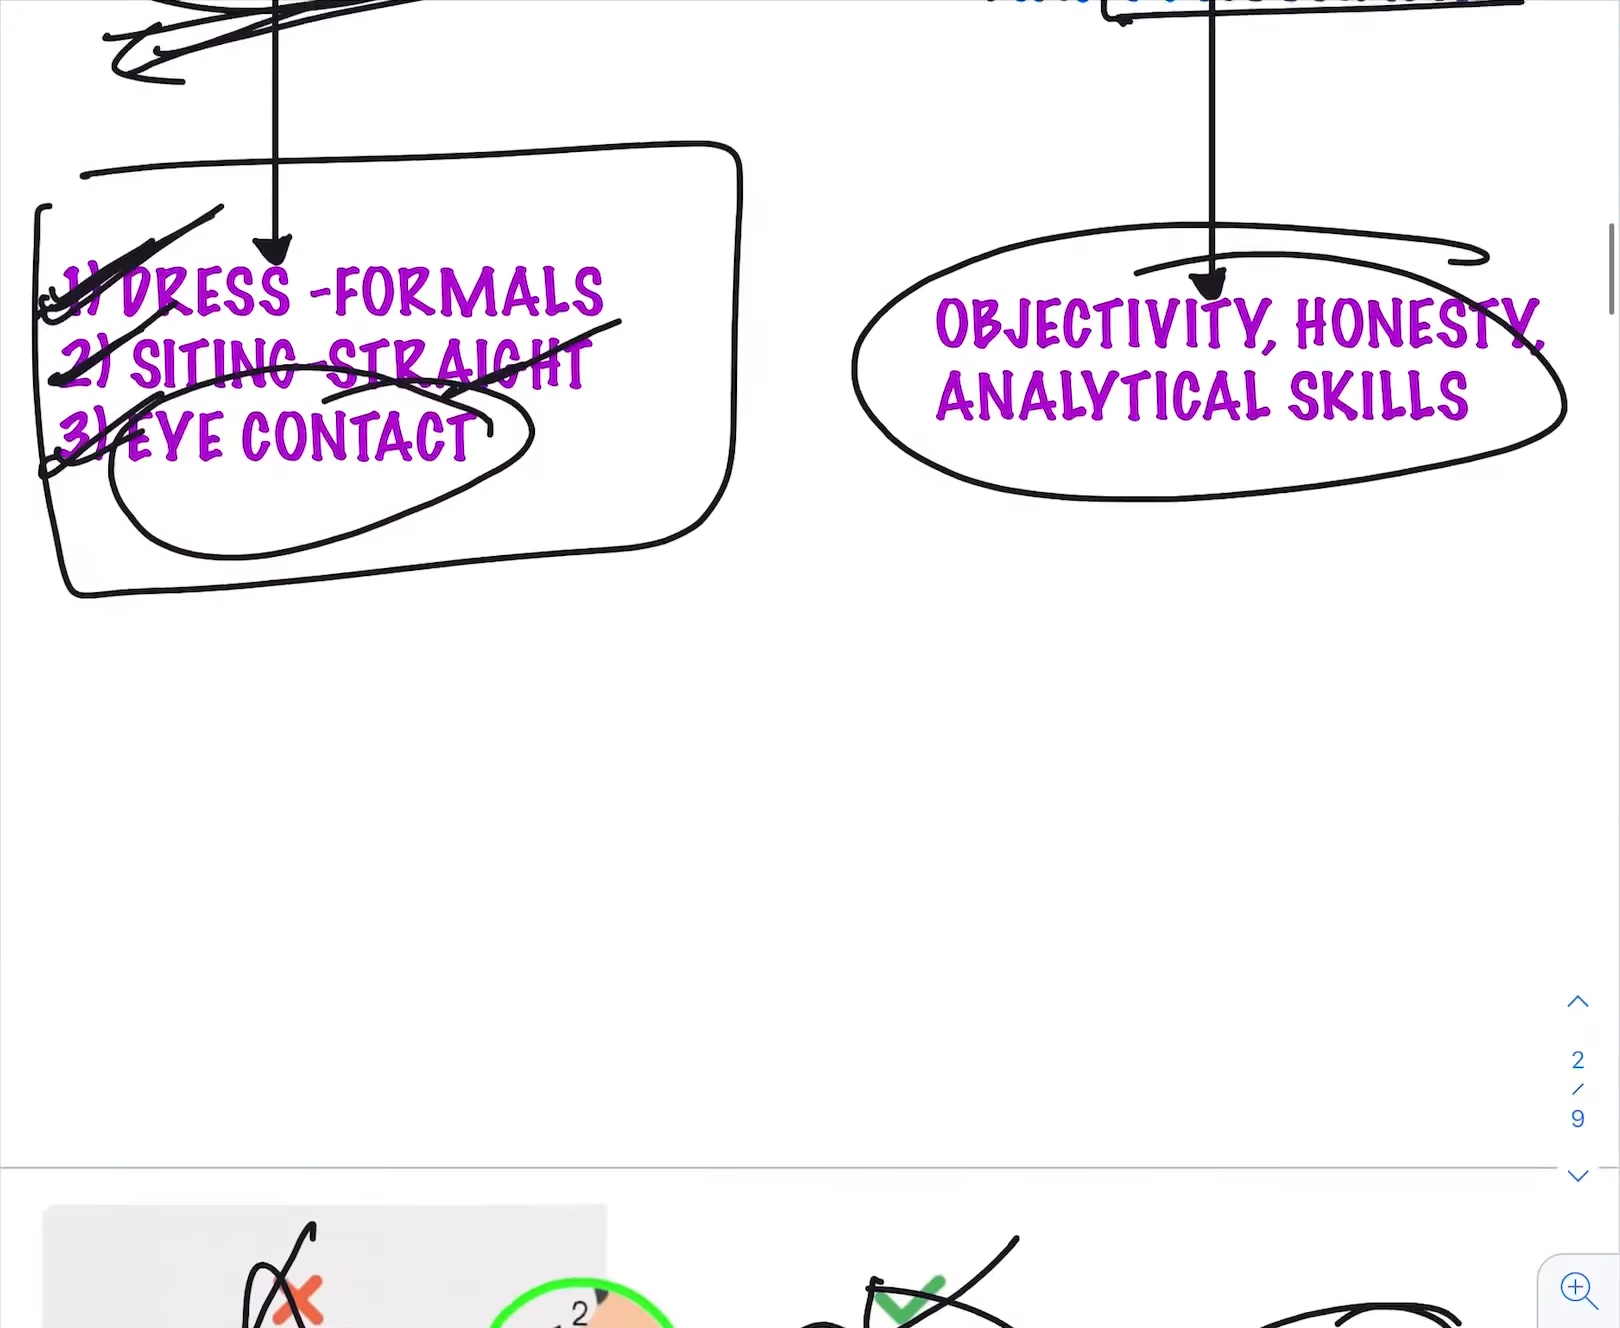 1) DRESS -FORMALS
2) SITING-STRAIGHT
3) EYE CONTACT
OBJECTIVITY, HONESTY,
ANALYTICAL SKILLS
2
/
9
2